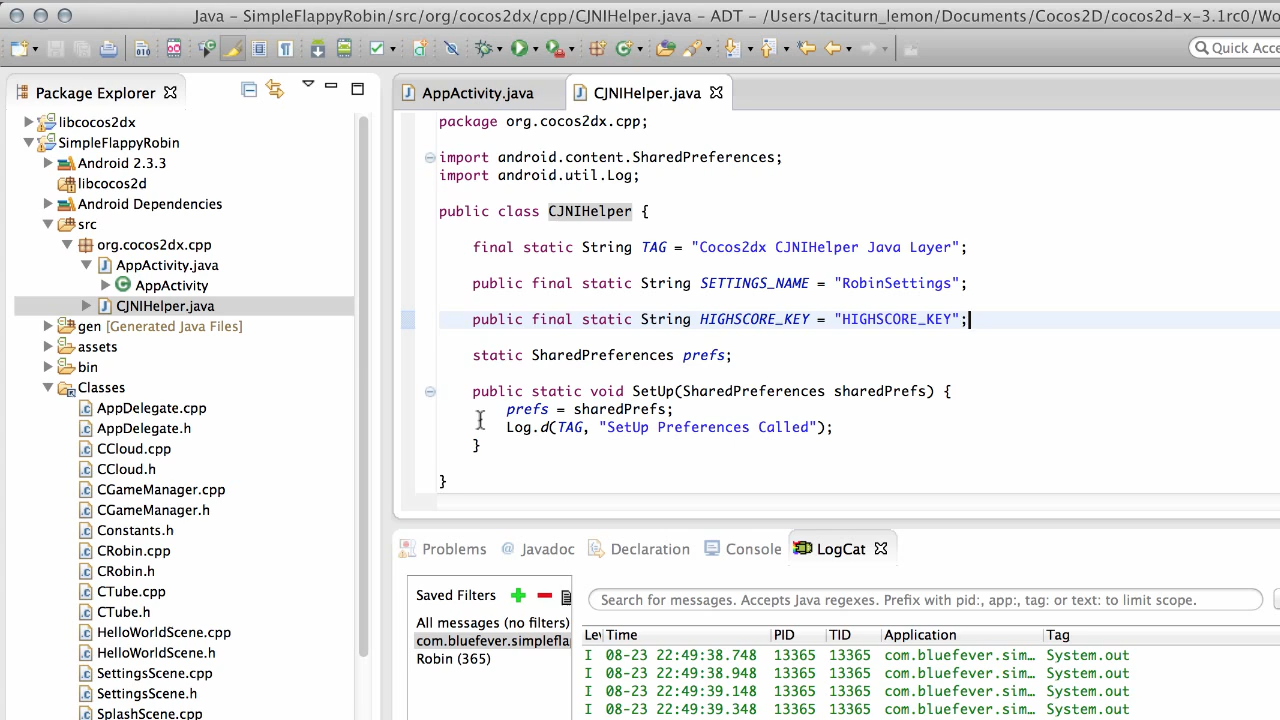 Java - SimpleFlappyRobin/src/org/cocos2dx/cpp/CJNIHelper.java - ADT - /Users/taciturn_lemon/Documents/Cocos2D/cocos2d-x-3.1rc0/Wo
Quick Acce
Package Explorer
libcocos2dx
SimpleFlappyRobin
Android 2.3.3
libcocos2d
Android Dependencies
src
org.cocos2dx.cpp
AppActivity.java
AppActivity
CJNIHelper.java
gen [Generated Java Files]
assets
bin
Classes
AppDelegate.cpp
AppDelegate.h
CCloud.cpp
CCloud.h
CGameManager.cpp
CGameManager.h
Constants.h
CRobin.cpp
CRobin.h
CTube.cpp
CTube.h
HelloWorldScene.cpp
HelloWorldScene.h
SettingsScene.cpp
SettingsScene.h
SplashScene.cpp
AppActivity.java CJNIHelper.java
package org.cocos2dx.cpp;
import android.content.SharedPreferences;
import android.util.Log;
public class CJNIHelper {
final static String TAG = "Cocos2dx CJNIHelper Java Layer";
public final static String SETTINGS_NAME = "RobinSettings";
public final static String HIGHSCORE_KEY = "HIGHSCORE_KEY";
static SharedPreferences prefs;
public static void SetUp(SharedPreferences sharedPrefs) {
prefs = sharedPrefs;
Log.d(TAG, "SetUp Preferences Called");
}
}
Problems @ Javadoc Declaration Console LogCat
Saved Filters
All messages (no filters)
com.bluefever.simplefla
Robin (365)
Search for messages. Accepts Java regexes. Prefix with pid:, app:, tag: or text: to limit scope.
Le Time PID TID Application Tag
I 08-23 22:49:38.748 13365 13365 com.bluefever.sim… System.out
I 08-23 22:49:38.948 13365 13365 com.bluefever.sim… System.out
I 08-23 22:49:39.148 13365 13365 com.bluefever.sim… System.out
I 08-23 22:49:39.348 13365 13365 com.bluefever.sim… System.out